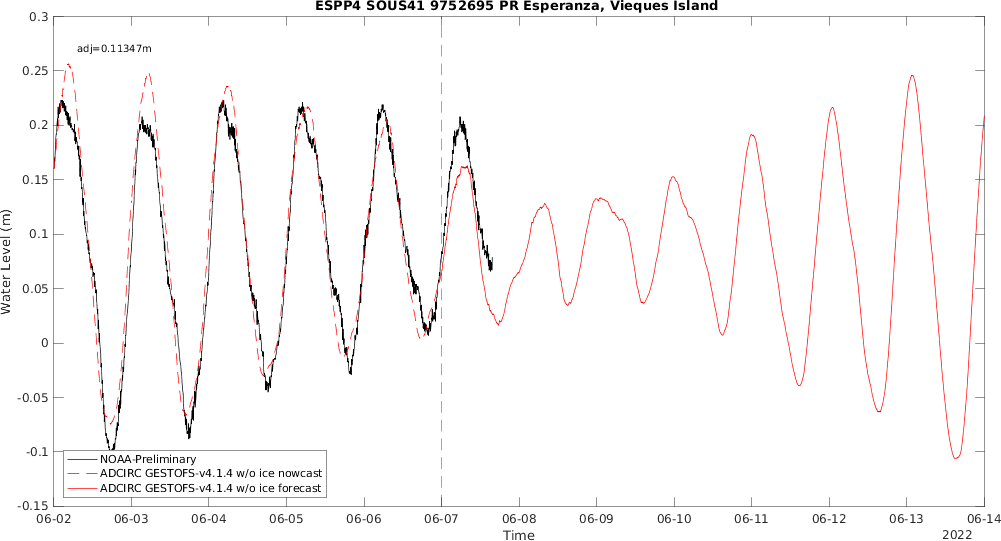 ESPP4 SOUS41 9752695 PR Esperanza, Vieques Island
adj=0.11347m
0.3
0.25
0.2
0.15
0.1
0.05
0
-0.05
-0.1
-0.15
Water Level (m)
NOAA-Preliminary
ADCIRC GESTOFS-v4.1.4 w/o ice nowcast
ADCIRC GESTOFS-v4.1.4 w/o ice forecast
06-02 06-03 06-04 06-05 06-06 06-07 06-08 06-09 06-10 06-11 06-12 06-13 06-14
Time
2022